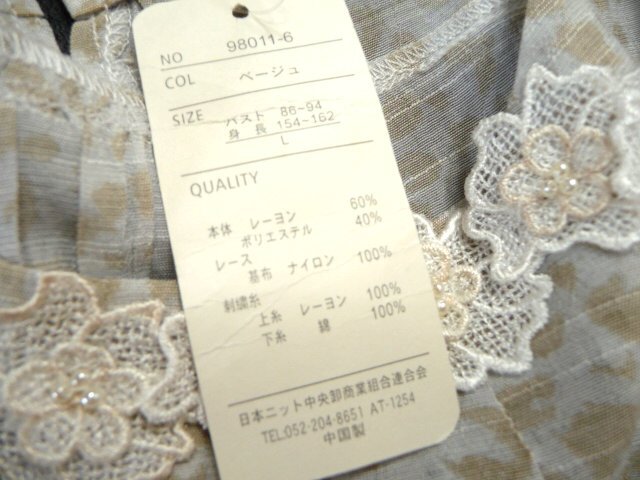 NO 98011-6
COL ベージュ
SIZE バスト 86~94
身長 154~162
L
QUALITY
本体 レーヨン 60%
ポリエステル 40%
レース
基布 ナイロン 100%
刺繍糸
上糸 レーヨン 100%
下糸 綿 100%
日本ニット中央卸商業組合連合会
TEL:052-204-8651 AT-1254
中国製